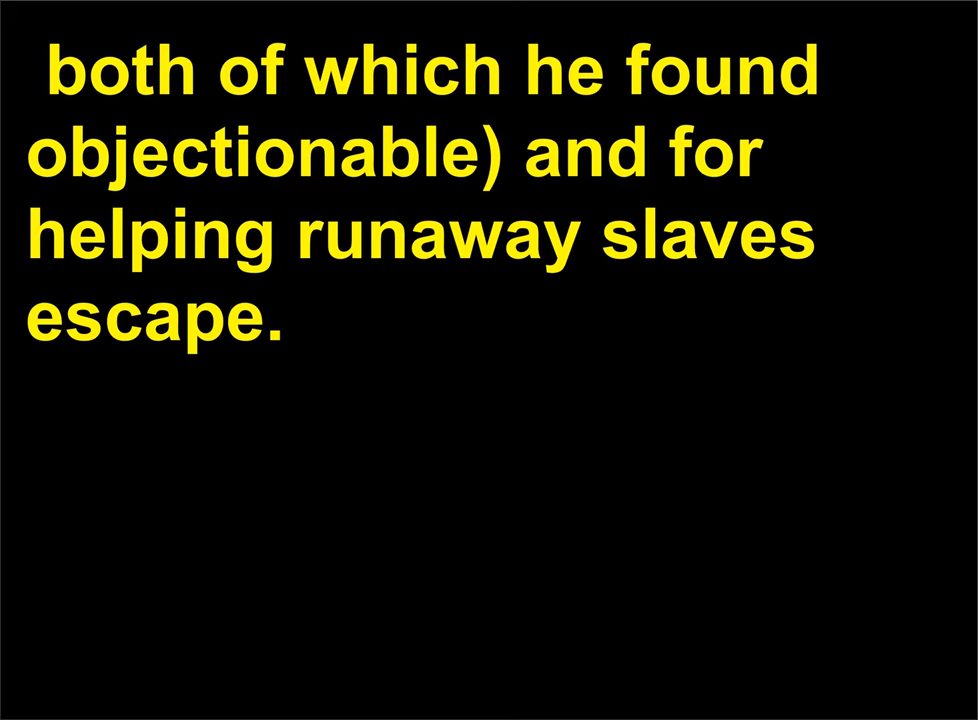 both of which he found
objectionable) and for
helping runaway slaves
escape.